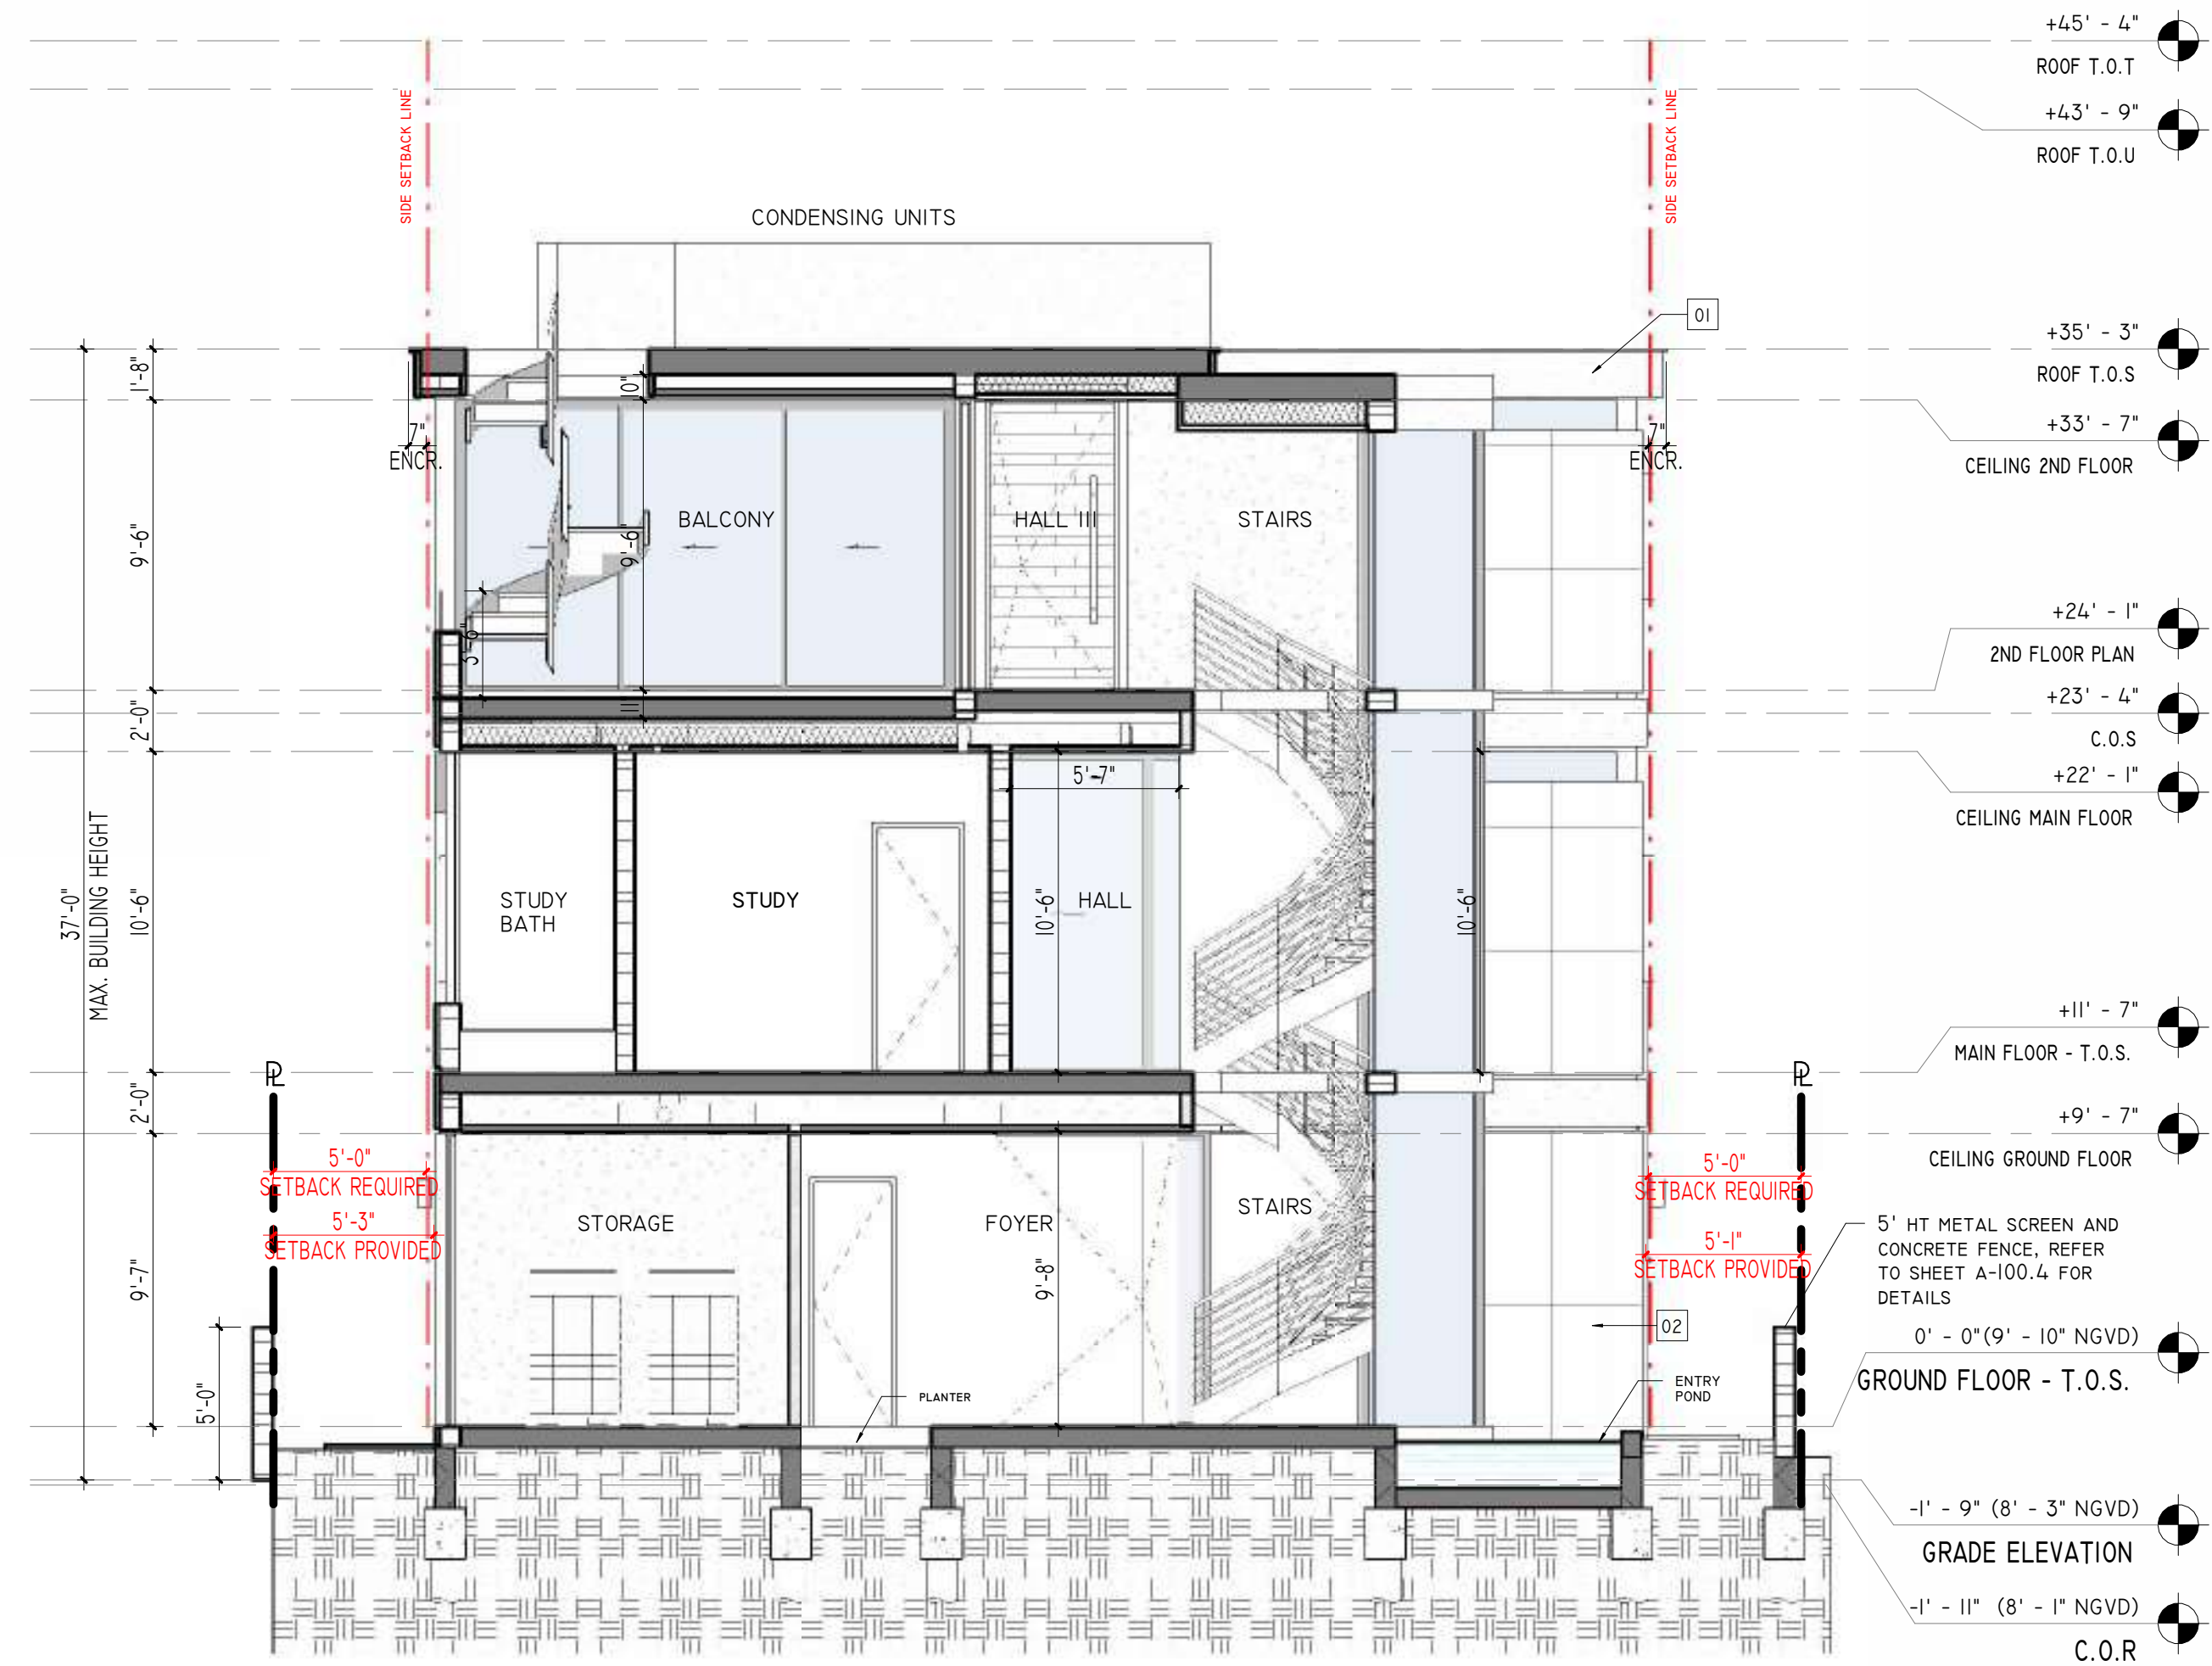 +45' - 4"
ROOF T.O.T
+43' - 9"
ROOF T.O.U
SIDE SETBACK LINE
SIDE SETBACK LINE
CONDENSING UNITS
01
+35' - 3"
ROOF T.O.S
1'-8"
10"
+33' - 7"
CEILING 2ND FLOOR
7"
ENCR.
7"
ENCR.
9'-6"
BALCONY
9'-6"
HALL III
STAIRS
3'-6"
+24' - 1"
2ND FLOOR PLAN
+23' - 4"
C.O.S
2'-0"
11"
+22' - 1"
CEILING MAIN FLOOR
5'-7"
37'-0"
MAX. BUILDING HEIGHT
10'-6"
STUDY
BATH
STUDY
10'-6"
HALL
10'-6"
+11' - 7"
MAIN FLOOR - T.O.S.
PL
PL
2'-0"
+9' - 7"
CEILING GROUND FLOOR
5'-0"
SETBACK REQUIRED
5'-3"
SETBACK PROVIDED
5'-0"
SETBACK REQUIRED
5'-1"
SETBACK PROVIDED
STORAGE
FOYER
STAIRS
5' HT METAL SCREEN AND
CONCRETE FENCE, REFER
TO SHEET A-100.4 FOR
DETAILS
9'-7"
9'-8"
02
0' - 0"(9' - 10" NGVD)
GROUND FLOOR - T.O.S.
5'-0"
PLANTER
ENTRY
POND
-1' - 9" (8' - 3" NGVD)
GRADE ELEVATION
-1' - 11" (8' - 1" NGVD)
C.O.R